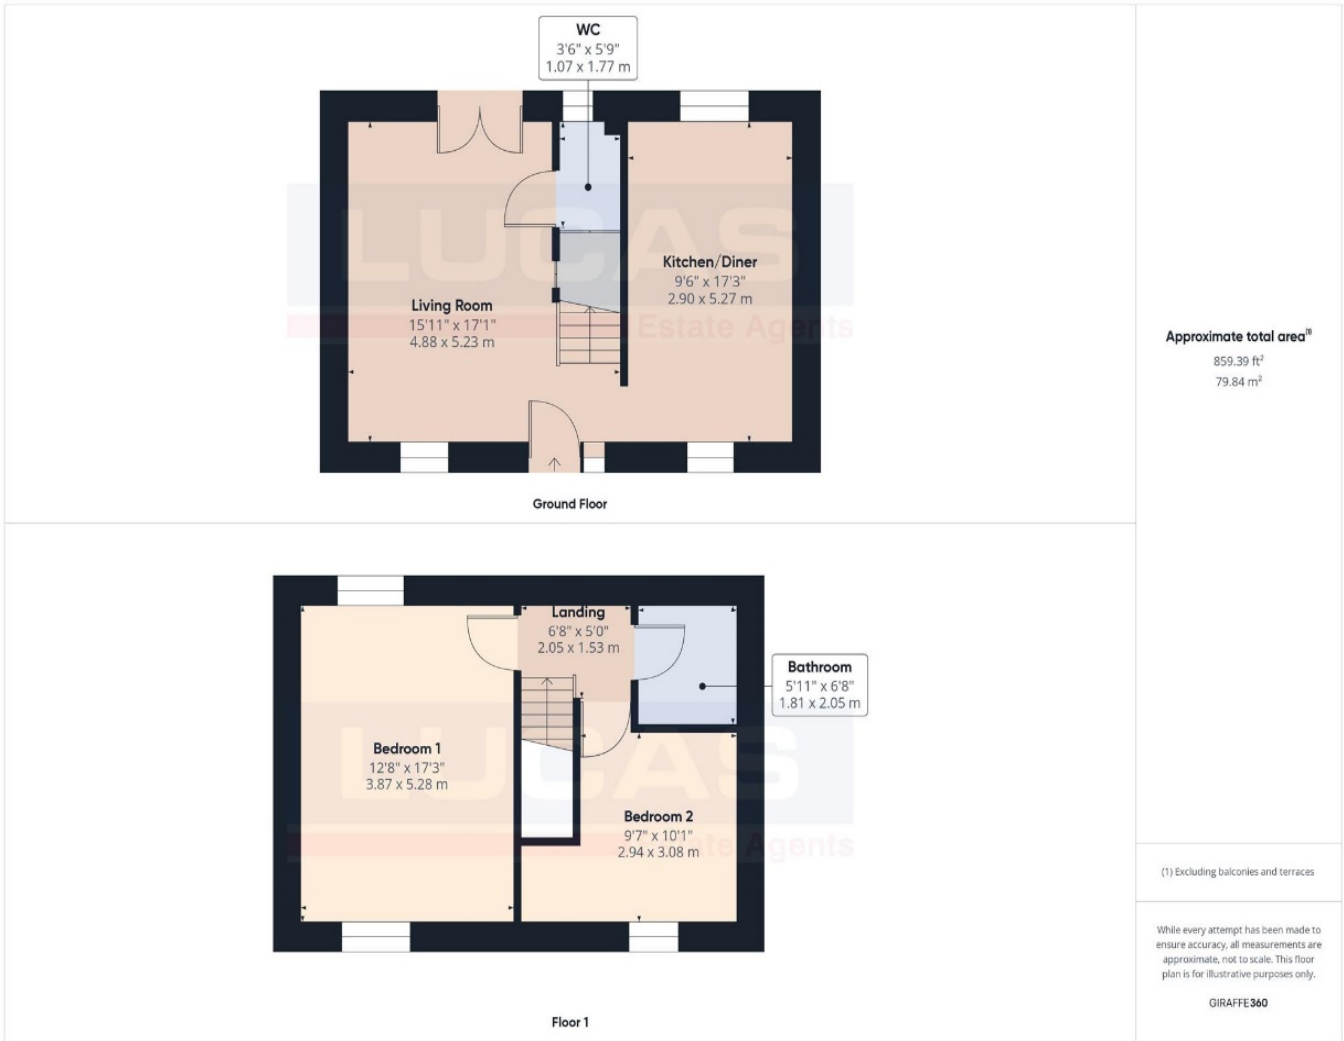 WC
3'6" x 5'9"
1.07 x 1.77 m
LUCAS
Estate Agents
Living Room
15'11" x 17'1"
4.88 x 5.23 m
Kitchen/Diner
9'6" x 17'3"
2.90 x 5.27 m
Ground Floor
Approximate total area(1)
859.39 ft²
79.84 m²
Landing
6'8" x 5'0"
2.05 x 1.53 m
Bathroom
5'11" x 6'8"
1.81 x 2.05 m
LUCAS
Estate Agents
Bedroom 1
12'8" x 17'3"
3.87 x 5.28 m
Bedroom 2
9'7" x 10'1"
2.94 x 3.08 m
Floor 1
(1) Excluding balconies and terraces
While every attempt has been made to
ensure accuracy, all measurements are
approximate, not to scale. This floor
plan is for illustrative purposes only.
GIRAFFE360